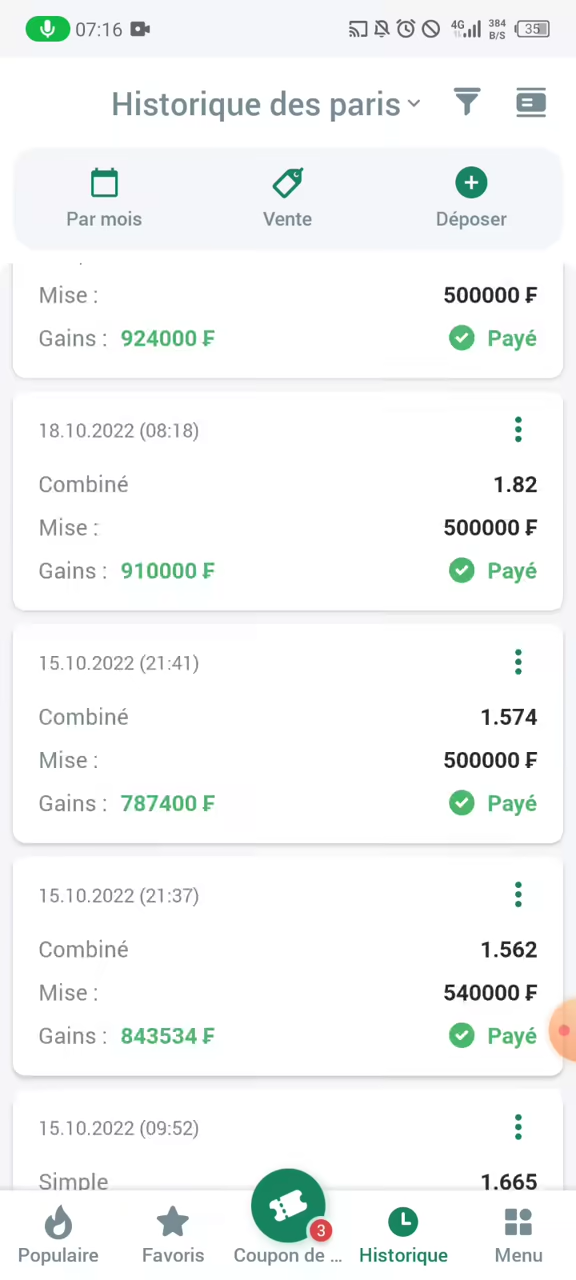 07:16
4G
384
B/S
35
Historique des paris
Par mois
Vente
Déposer
Mise :
500000 ₣
Gains : 924000 ₣
Payé
18.10.2022 (08:18)
Combiné
1.82
Mise :
500000 ₣
Gains : 910000 ₣
Payé
15.10.2022 (21:41)
Combiné
1.574
Mise :
500000 ₣
Gains : 787400 ₣
Payé
15.10.2022 (21:37)
Combiné
1.562
Mise :
540000 ₣
Gains : 843534 ₣
Payé
15.10.2022 (09:52)
Simple
1.665
3
Populaire
Favoris
Coupon de ...
Historique
Menu